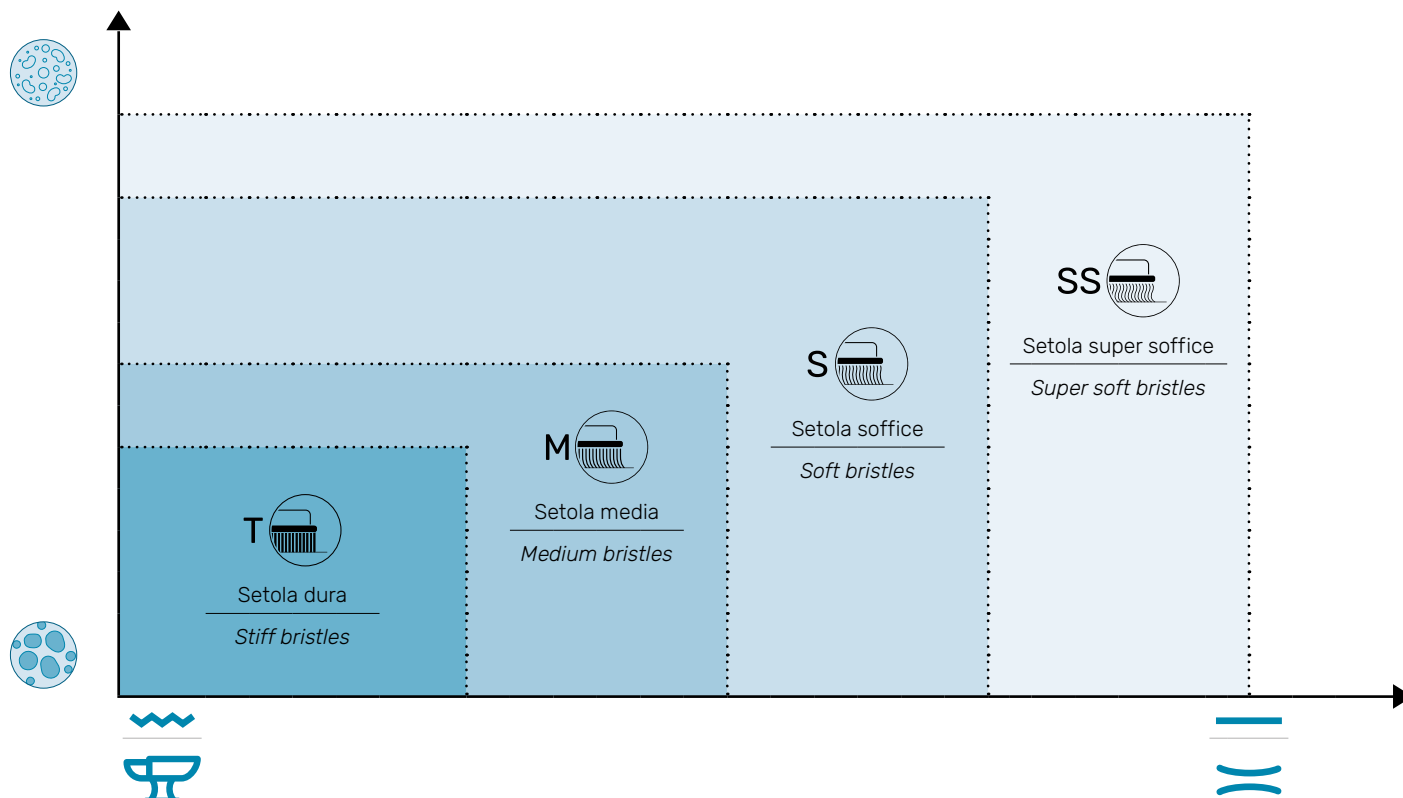 SS
Setola super soffice
Super soft bristles
S
Setola soffice
Soft bristles
M
Setola media
Medium bristles
T
Setola dura
Stiff bristles